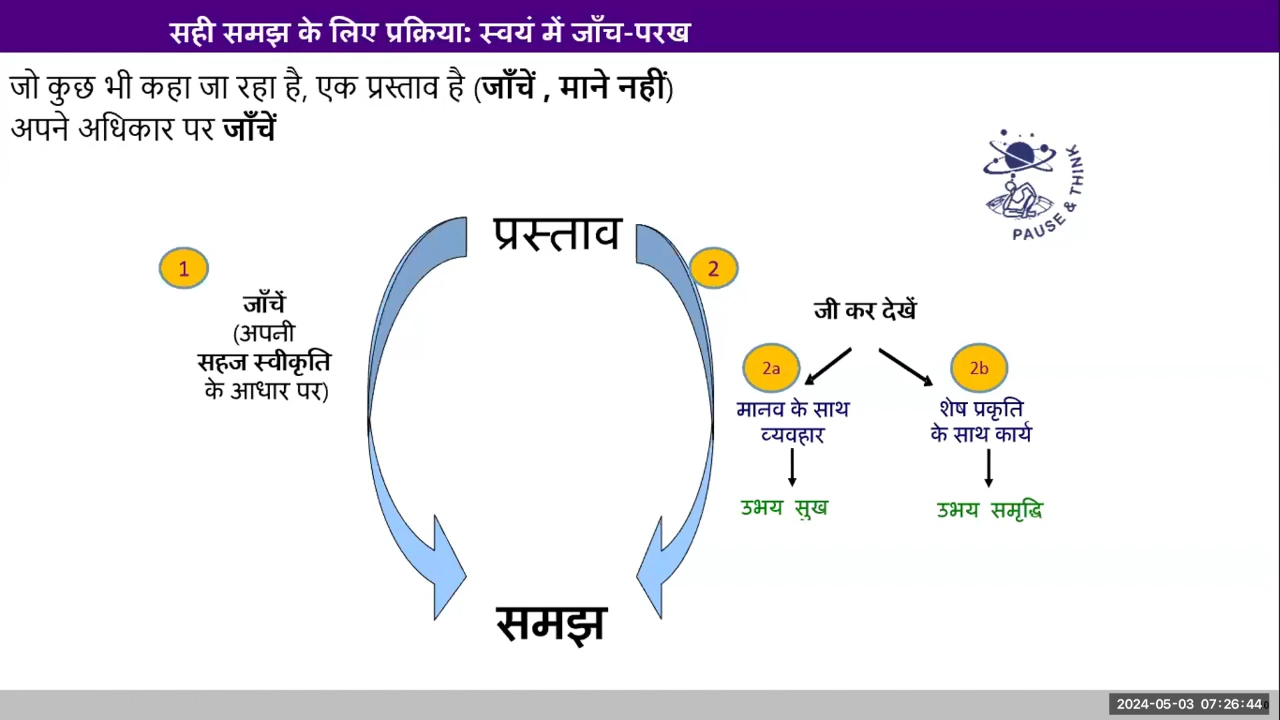 सही समझ के लिए प्रक्रिया: स्वयं में जाँच-परख
जो कुछ भी कहा जा रहा है, एक प्रस्ताव है (जाँचें , माने नहीं)
अपने अधिकार पर जाँचें
PAUSE & THINK
प्रस्ताव
1
जाँचें
(अपनी
सहज स्वीकृति
के आधार पर)
2
जी कर देखें
2a
मानव के साथ
व्यवहार
उभय सुख
2b
शेष प्रकृति
के साथ कार्य
उभय समृद्धि
समझ
2024-05-03 07:26:44